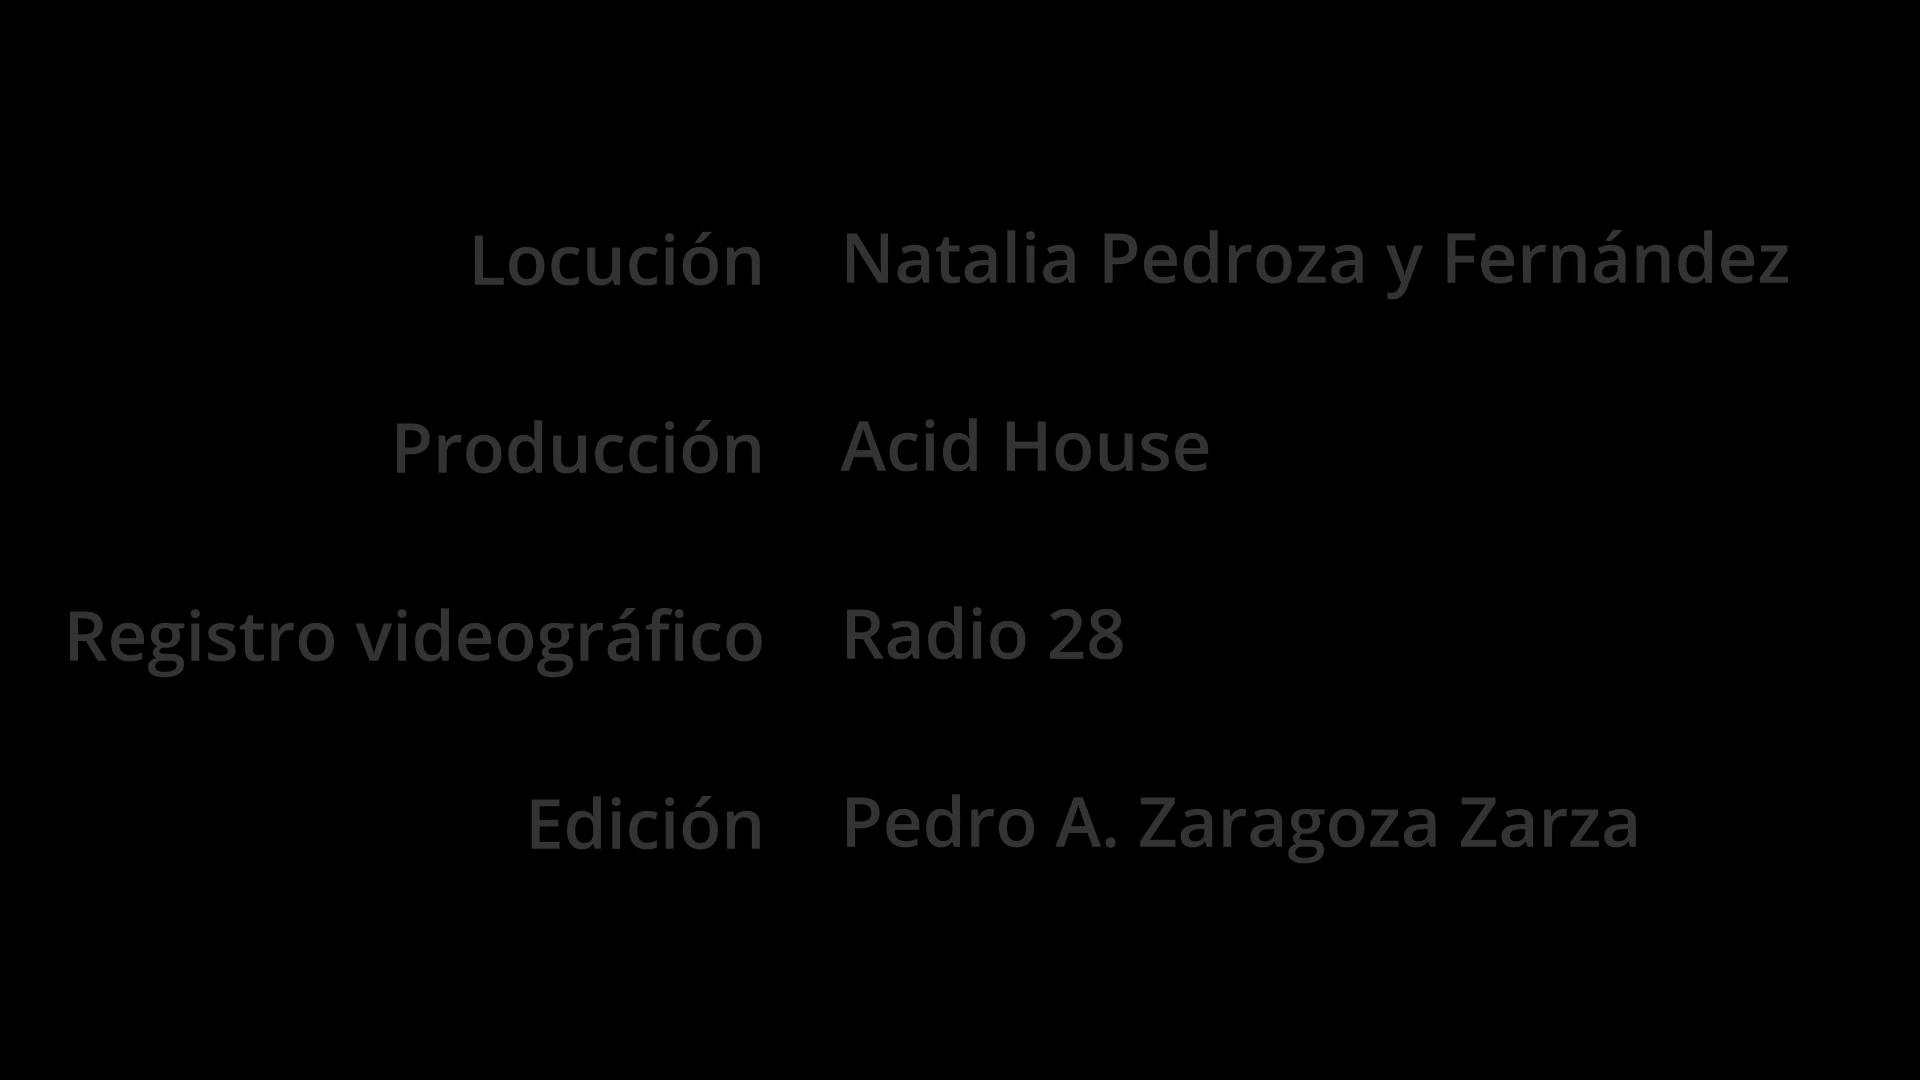 Locución Natalia Pedroza y Fernández
Producción Acid House
Registro videográfico Radio 28
Edición Pedro A. Zaragoza Zarza